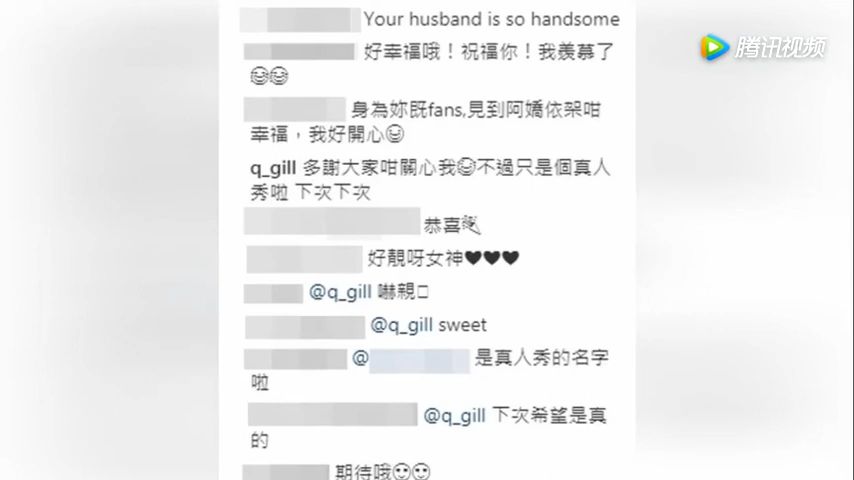 Your husband is so handsome
腾讯视频
好幸福哦！祝福你！我羨慕了
😂😂
身為妳既fans,見到阿嬌依架咁
幸福，我好開心😄
q_gill 多謝大家咁關心我😂不過只是個真人
秀啦 下次下次
恭喜🎉
好靚呀女神♥♥♥
@q_gill 嚇親
@q_gill sweet
@ 是真人秀的名字
啦
@q_gill 下次希望是真
的
期待哦🙂🙂